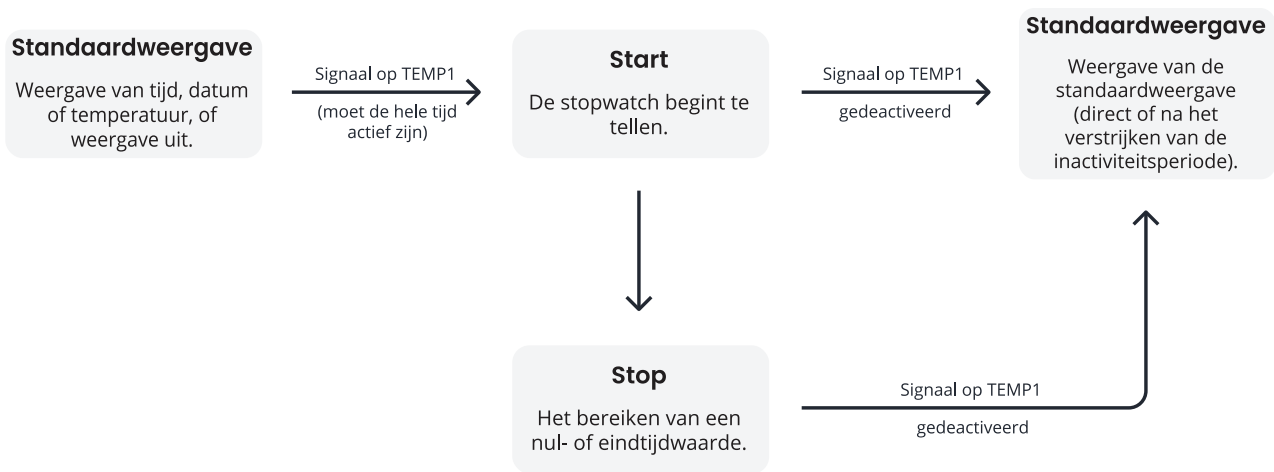 Standaardweergave
Weergave van tijd, datum
of temperatuur, of
weergave uit.
Signaal op TEMP1
(moet de hele tijd
actief zijn)
Start
De stopwatch begint te
tellen.
Signaal op TEMP1
gedeactiveerd
Standaardweergave
Weergave van de
standaardweergave
(direct of na het
verstrijken van de
inactiviteitsperiode).
Stop
Het bereiken van een
nul- of eindtijdwaarde.
Signaal op TEMP1
gedeactiveerd